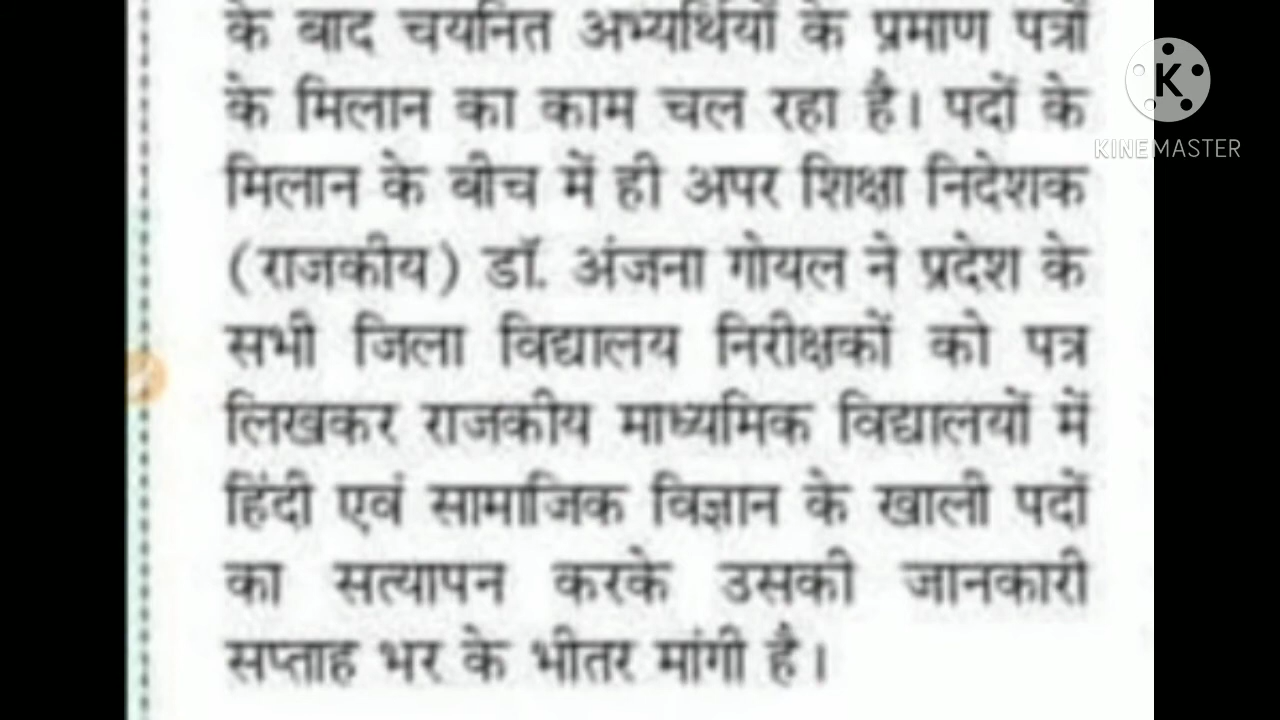 के बाद चयनित अभ्यर्थियों के प्रमाण पत्रों
के मिलान का काम चल रहा है। पदों के
मिलान के बीच में ही अपर शिक्षा निदेशक
(राजकीय) डॉ. अंजना गोयल ने प्रदेश के
सभी जिला विद्यालय निरीक्षकों को पत्र
लिखकर राजकीय माध्यमिक विद्यालयों में
हिंदी एवं सामाजिक विज्ञान के खाली पदों
का सत्यापन करके उसकी जानकारी
सप्ताह भर के भीतर मांगी है।
K
KINEMASTER